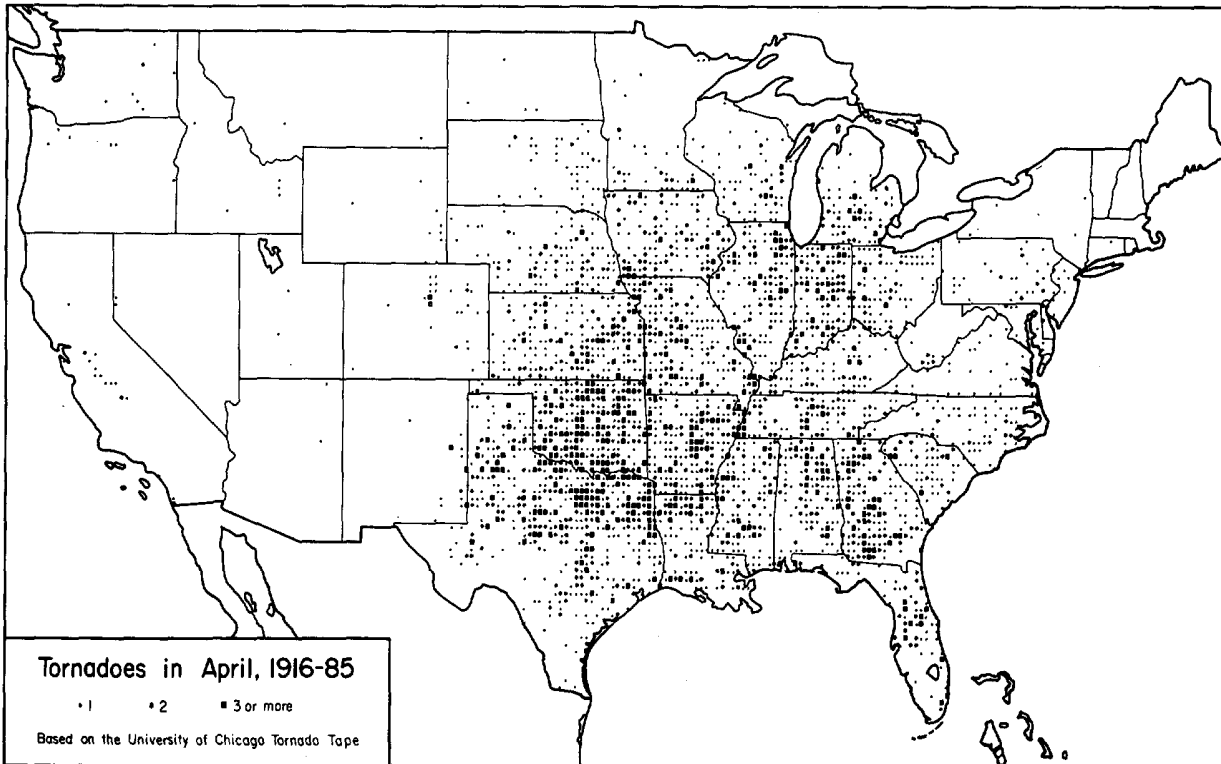 Tornadoes in April, 1916-85
• 1 • 2 ▪ 3 or more
Based on the University of Chicago Tornado Tape